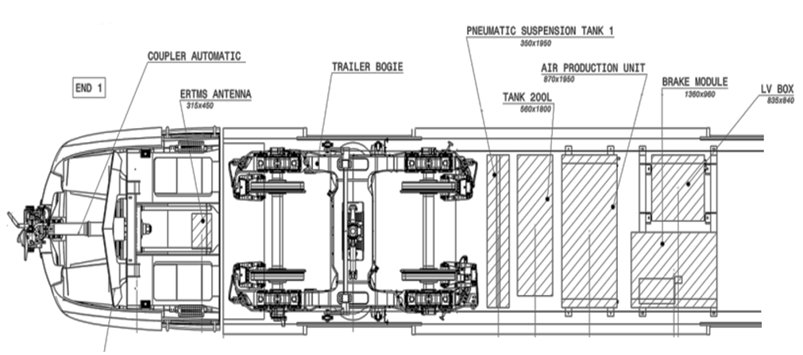 PNEUMATIC SUSPENSION TANK 1
350x1950
COUPLER AUTOMATIC
TRAILER BOGIE
AIR PRODUCTION UNIT
870x1950
END 1
ERTMS ANTENNA
315x450
TANK 200L
560x1800
BRAKE MODULE
1360x960
LV BOX
835x840